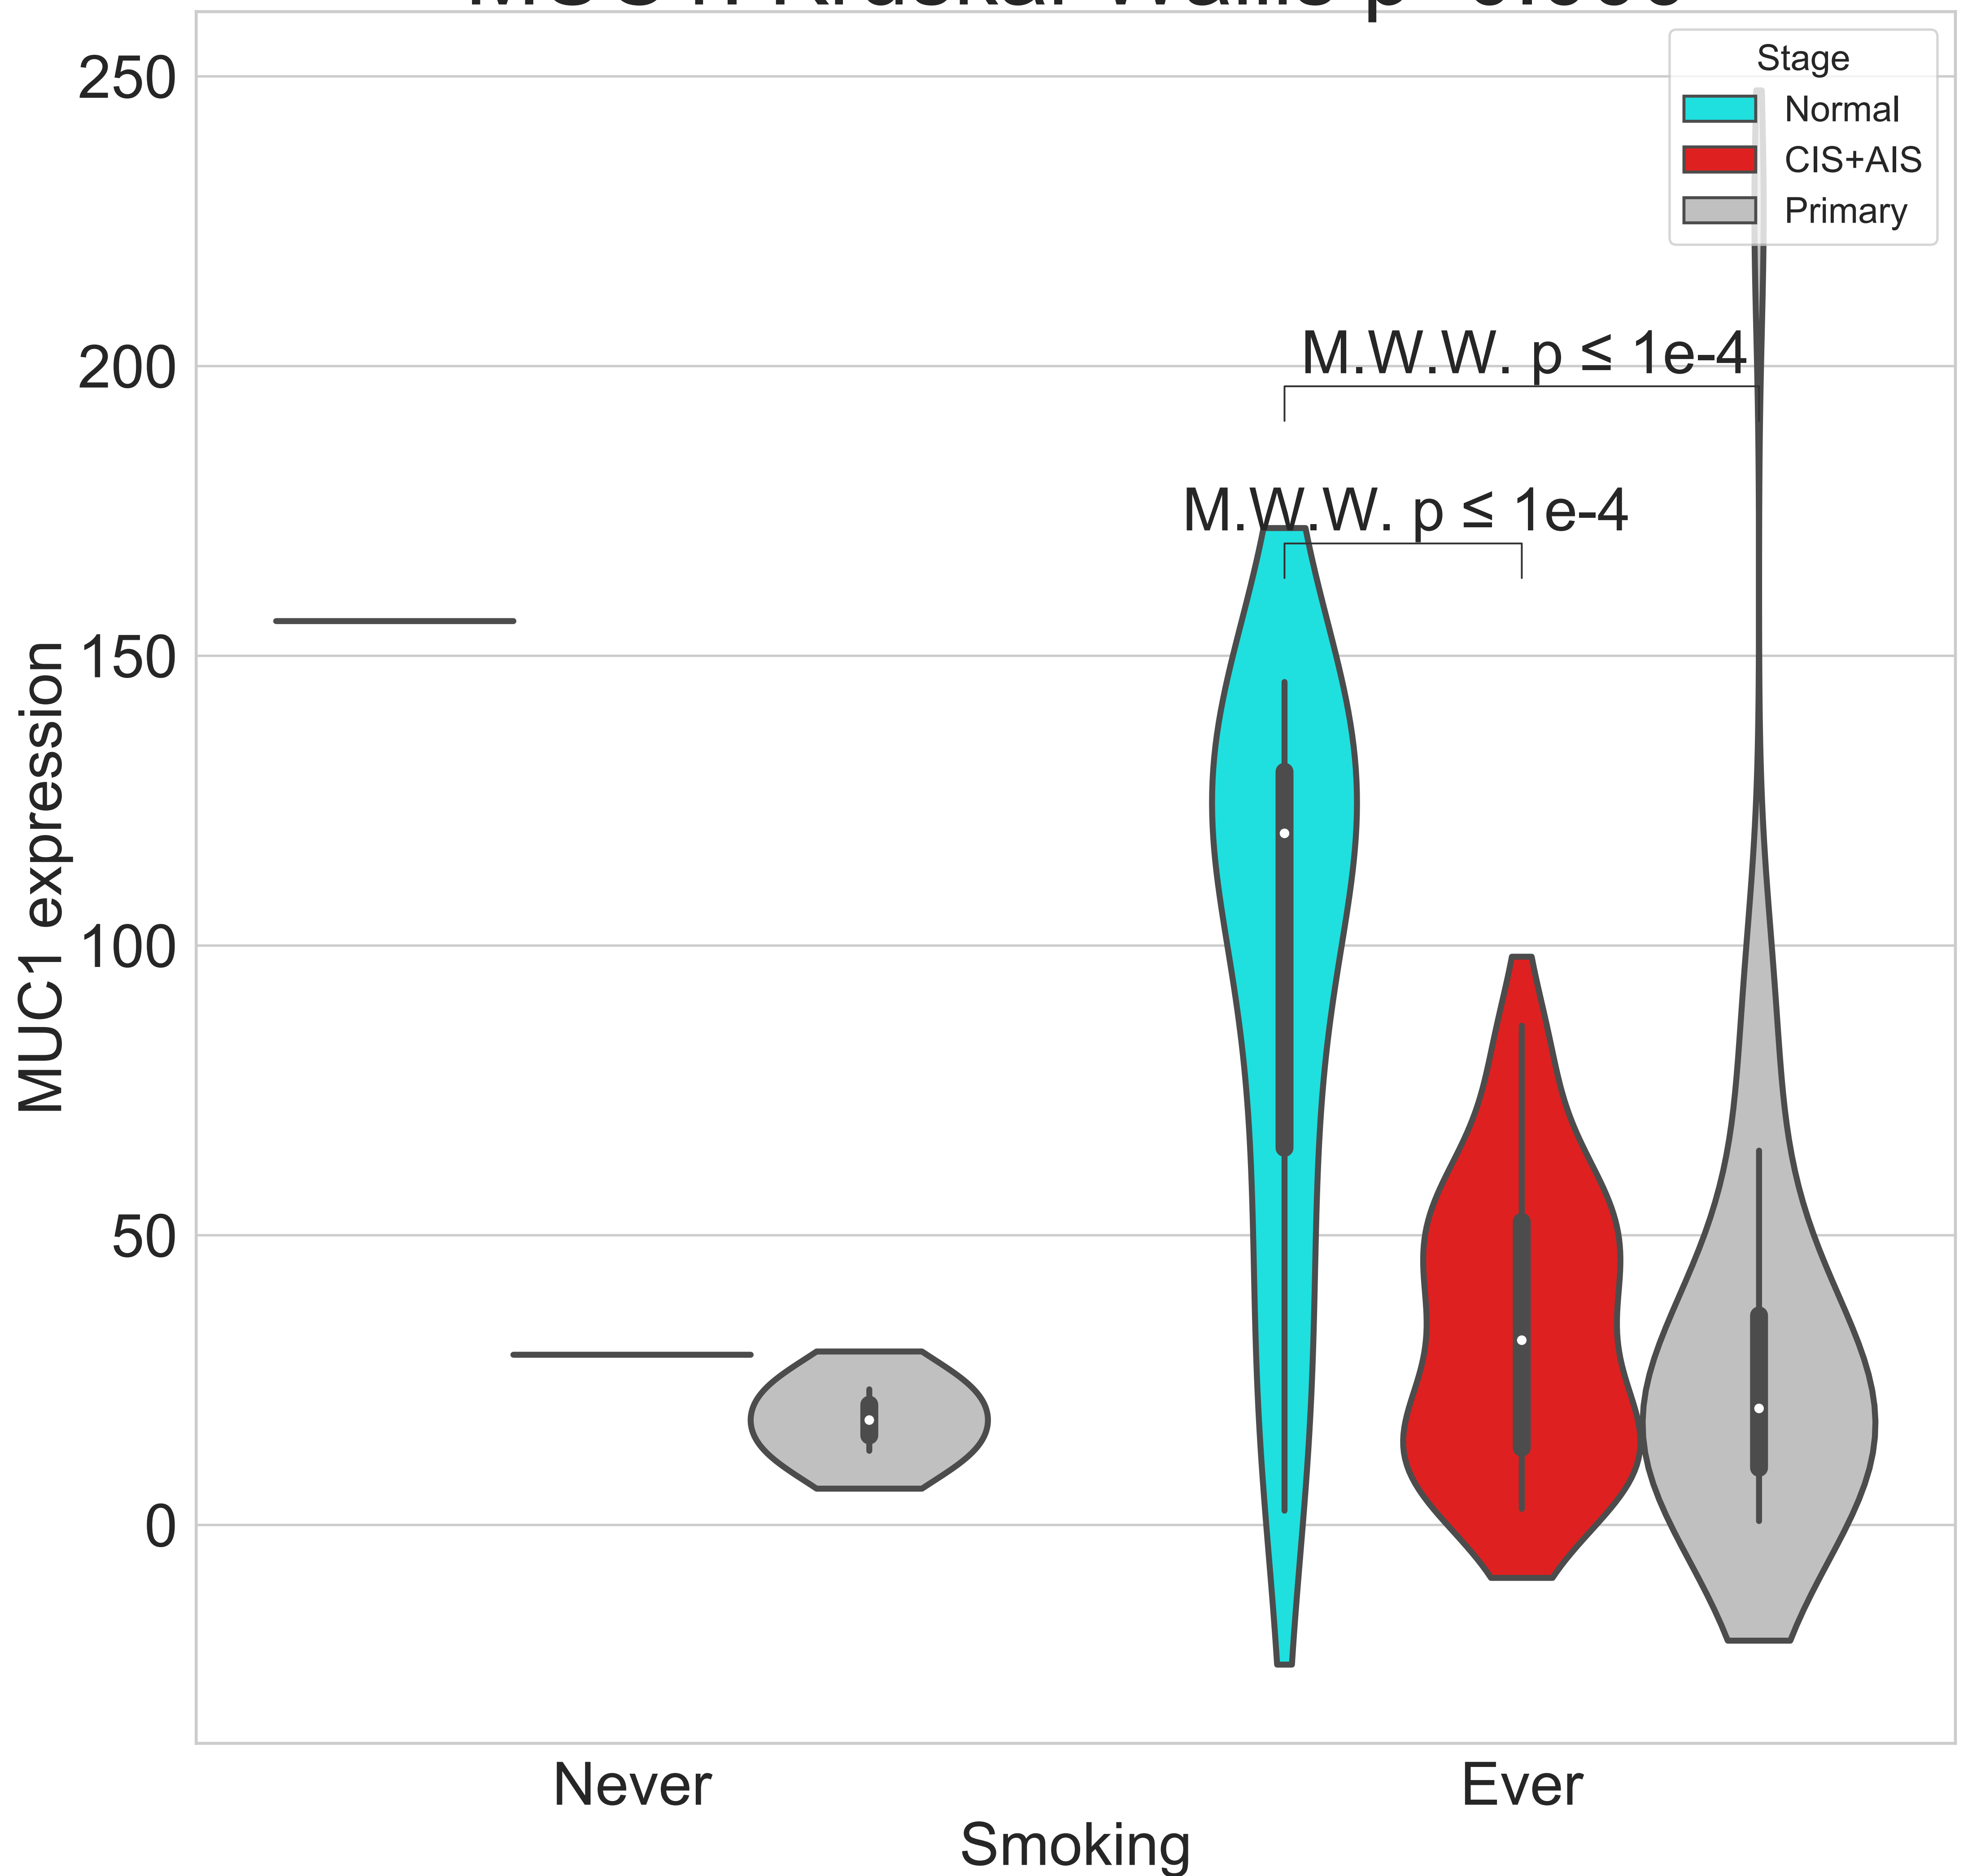 250
200
150
100
50
0
MUC1 expression
Stage
Normal
CIS+AIS
Primary
M.W.W. p ≤ 1e-4
M.W.W. p ≤ 1e-4
Never
Ever
Smoking